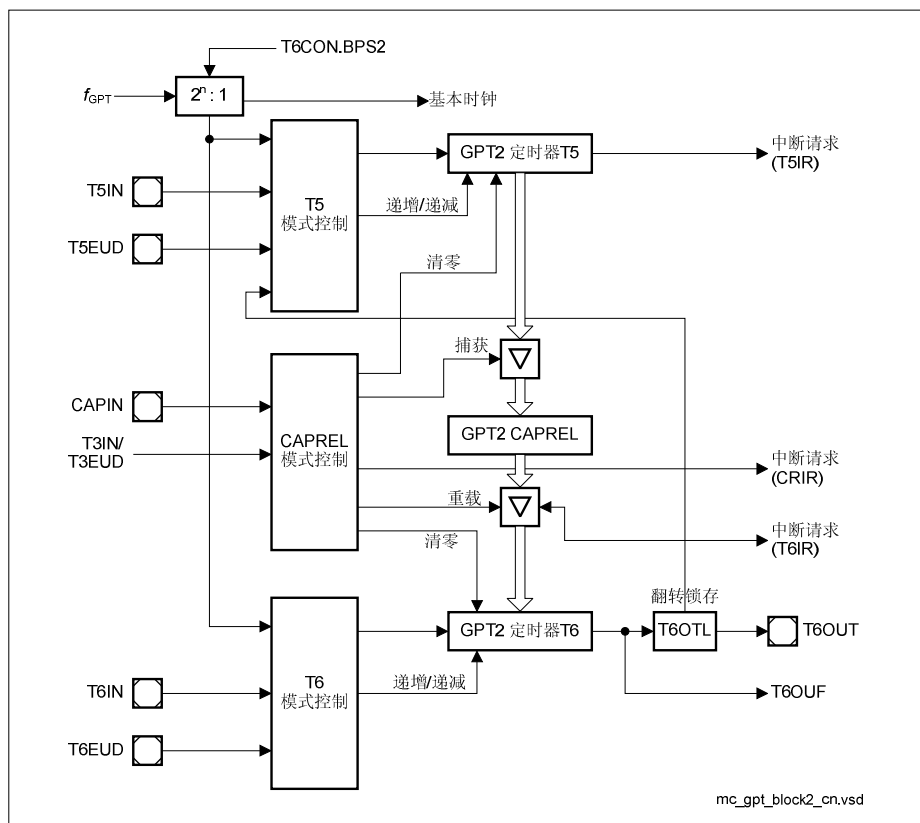 T6CON.BPS2
fGPT
2ⁿ : 1
基本时钟
GPT2 定时器T5
中断请求
(T5IR)
T5IN
T5
模式控制
递增/递减
T5EUD
清零
捕获
CAPIN
CAPREL
模式控制
GPT2 CAPREL
T3IN/
T3EUD
中断请求
(CRIR)
重载
清零
中断请求
(T6IR)
翻转锁存
GPT2 定时器T6
T6OTL
T6OUT
T6
模式控制
递增/递减
T6IN
T6OUF
T6EUD
mc_gpt_block2_cn.vsd